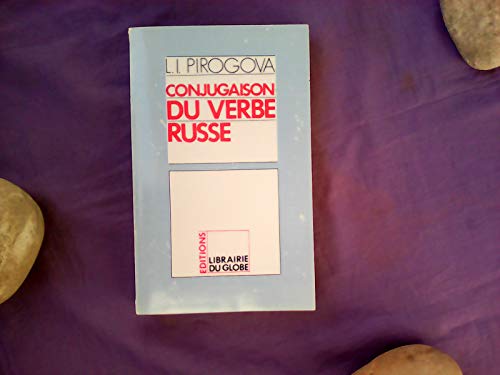 L.I. PIROGOVA
CONJUGAISON
DU VERBE
RUSSE
EDITIONS
LIBRAIRIE
DU GLOBE